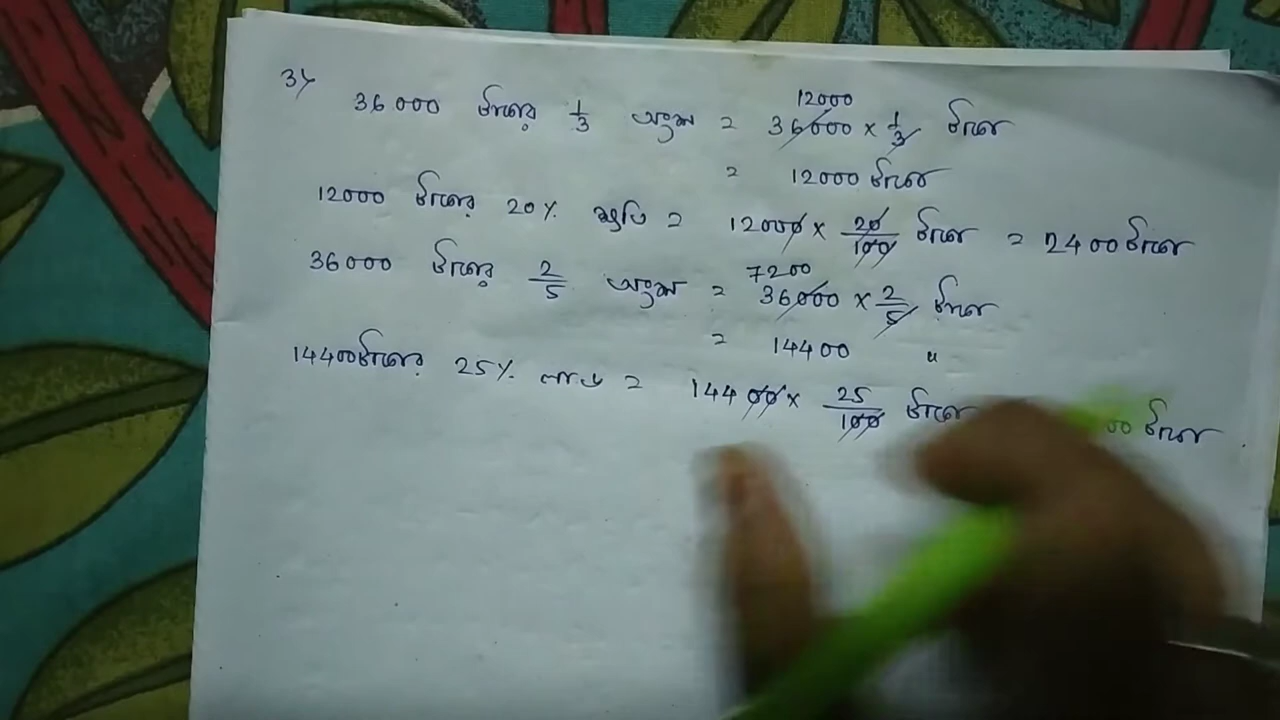 3)
12000
36000 টাকার 1/3 অংশ = 36000 × 1/3 টাকা
= 12000 টাকা
12000 টাকার 20% ক্ষতি = 12000 × 20/100 টাকা = 2400 টাকা
7200
36000 টাকার 2/5 অংশ = 36000 × 2/5 টাকা
= 14400 "
14400 টাকার 25% লাভ = 14400 × 25/100 টাকা 00 টাকা